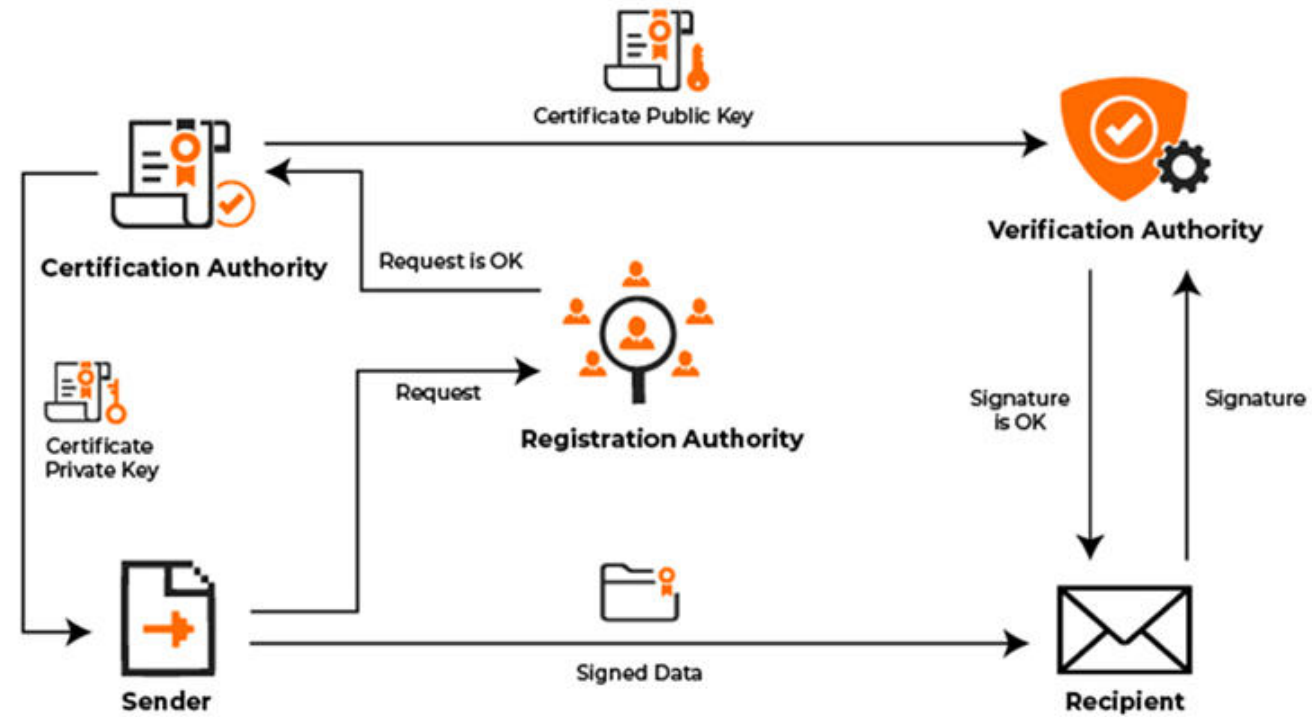 Certificate Public Key
Verification Authority
Certification Authority
Request is OK
Request
Registration Authority
Certificate
Private Key
Signature
is OK
Signature
Signed Data
Sender
Recipient